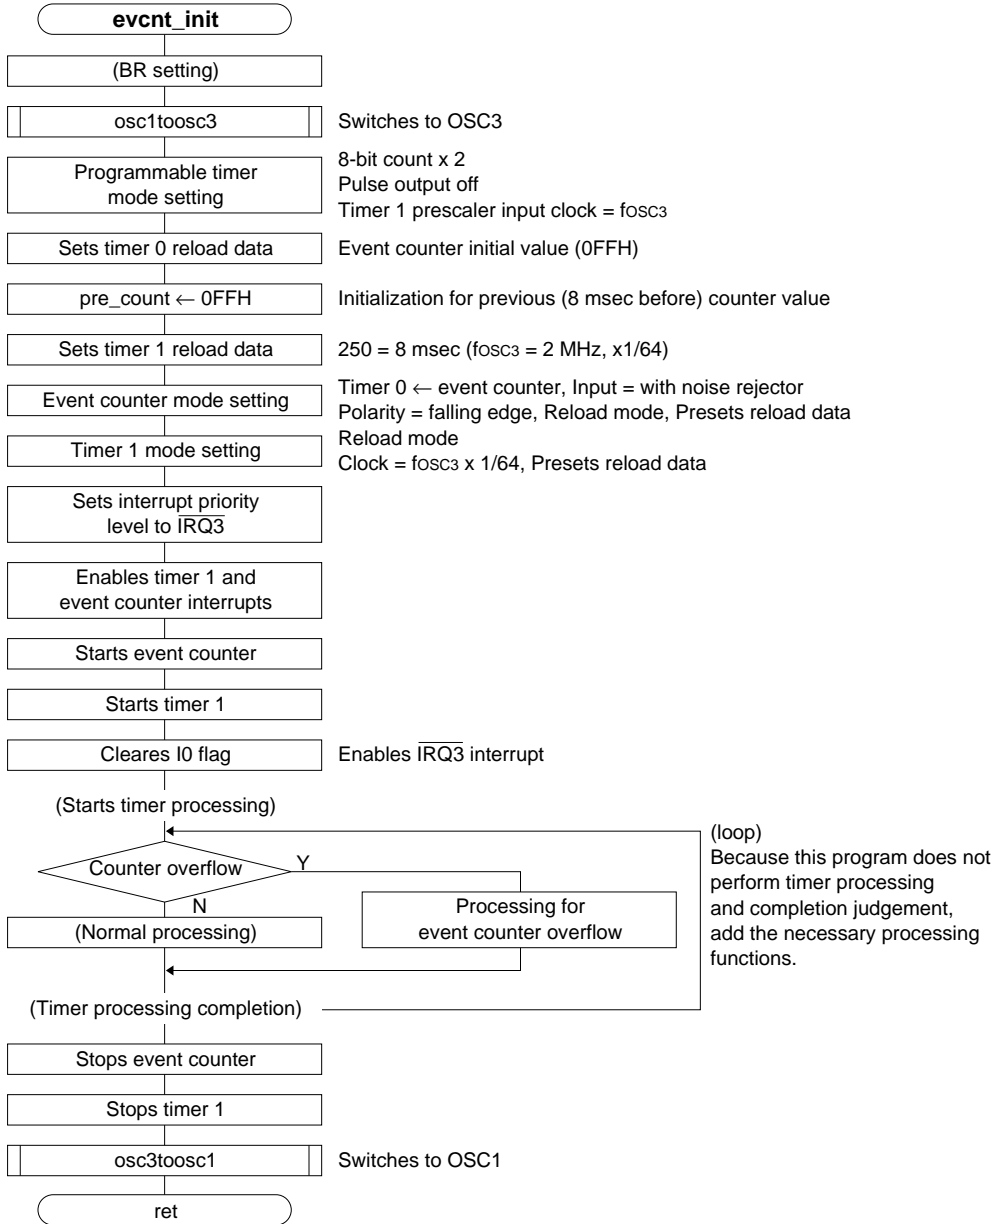 evcnt_init
(BR setting)
osc1toosc3
Switches to OSC3
Programmable timer
mode setting
8-bit count x 2
Pulse output off
Timer 1 prescaler input clock = fOSC3
Sets timer 0 reload data
Event counter initial value (0FFH)
pre_count ← 0FFH
Initialization for previous (8 msec before) counter value
Sets timer 1 reload data
250 = 8 msec (fOSC3 = 2 MHz, x1/64)
Event counter mode setting
Timer 0 ← event counter, Input = with noise rejector
Polarity = falling edge, Reload mode, Presets reload data
Timer 1 mode setting
Reload mode
Clock = fOSC3 x 1/64, Presets reload data
Sets interrupt priority
level to I̅R̅Q̅3̅
Enables timer 1 and
event counter interrupts
Starts event counter
Starts timer 1
Cleares I0 flag
Enables I̅R̅Q̅3̅ interrupt
(Starts timer processing)
Counter overflow
Y
N
(Normal processing)
Processing for
event counter overflow
(loop)
Because this program does not
perform timer processing
and completion judgement,
add the necessary processing
functions.
(Timer processing completion)
Stops event counter
Stops timer 1
osc3toosc1
Switches to OSC1
ret